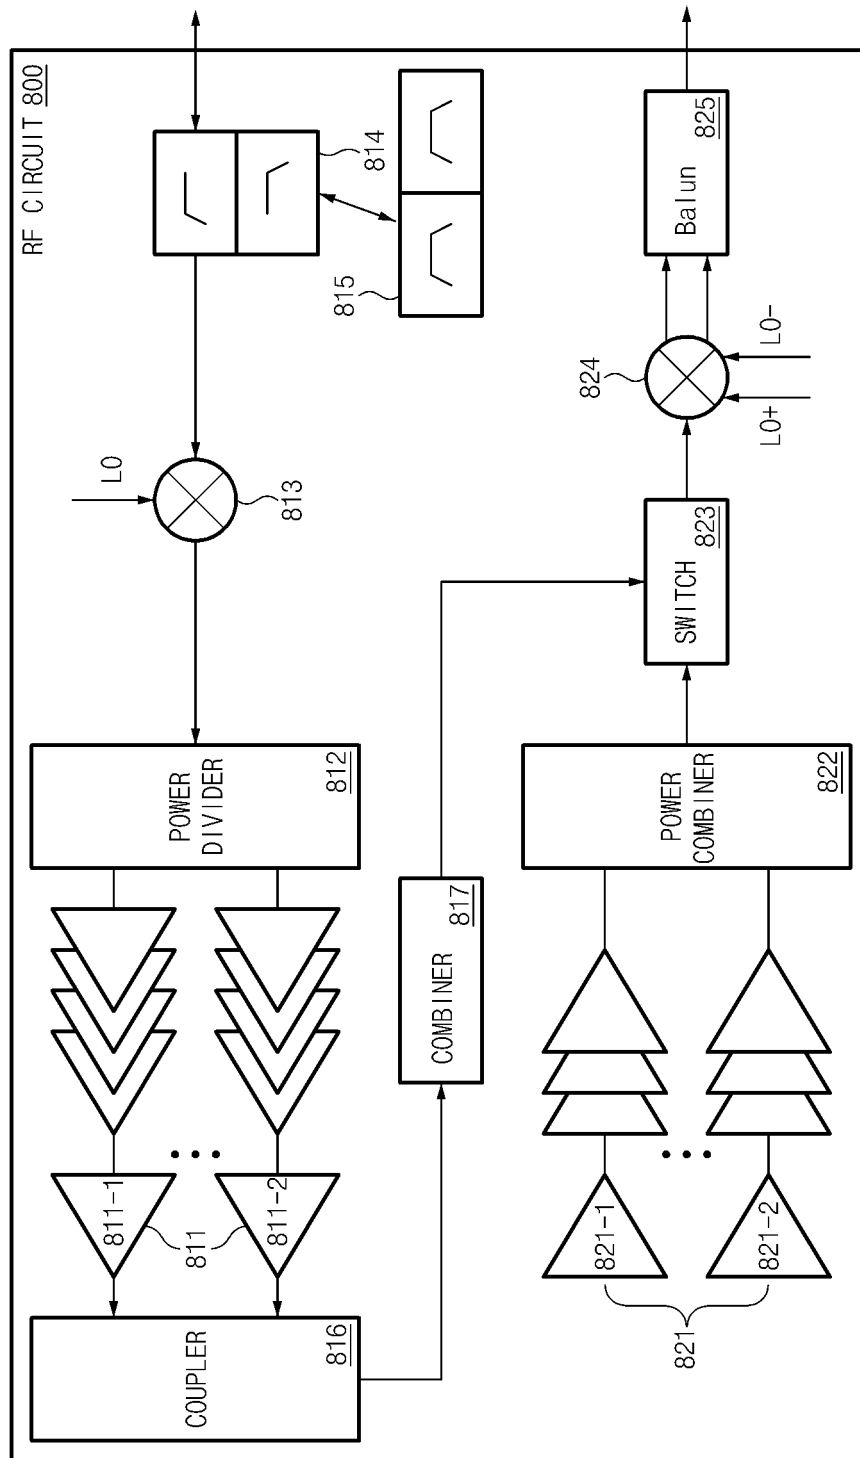 RF CIRCUIT 800
COUPLER
816
811-1
811-2
811
POWER
DIVIDER
812
LO
813
814
815
COMBINER
817
821-1
821-2
821
POWER
COMBINER
822
SWITCH
823
824
LO+
LO-
Balun
825